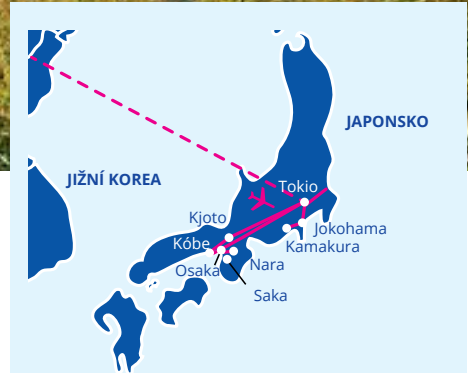 JAPONSKO
JIŽNÍ KOREA
Tokio
Kjoto
Jokohama
Kóbe
Kamakura
Osaka
Nara
Saka